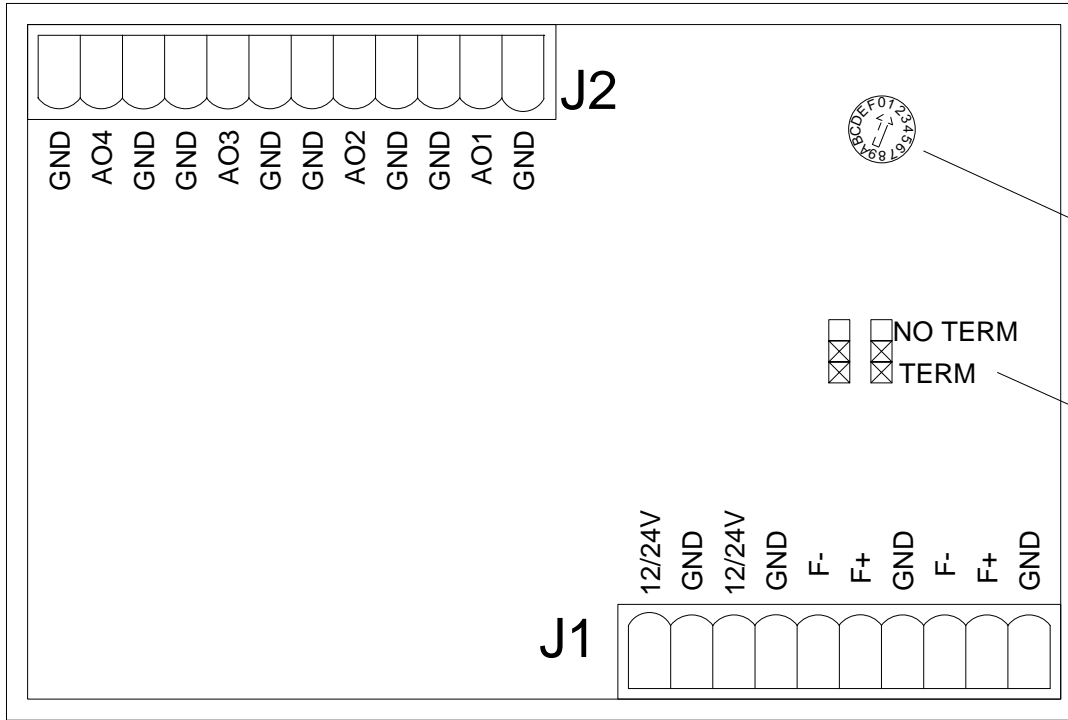 J2
GND AO4 GND GND AO3 GND GND AO2 GND GND AO1 GND
0123456789ABCDEF
NO TERM
TERM
12/24V GND 12/24V GND F- F+ GND F- F+ GND
J1